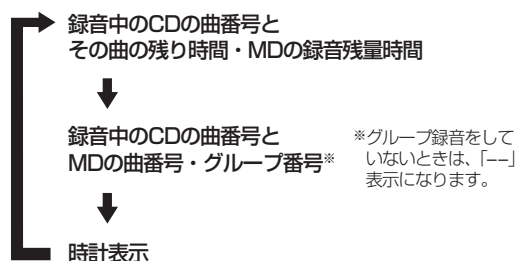 録音中のCDの曲番号と
その曲の残り時間・MDの録音残量時間
録音中のCDの曲番号と
MDの曲番号・グループ番号※
※グループ録音をして
いないときは、「−−」
表示になります。
時計表示